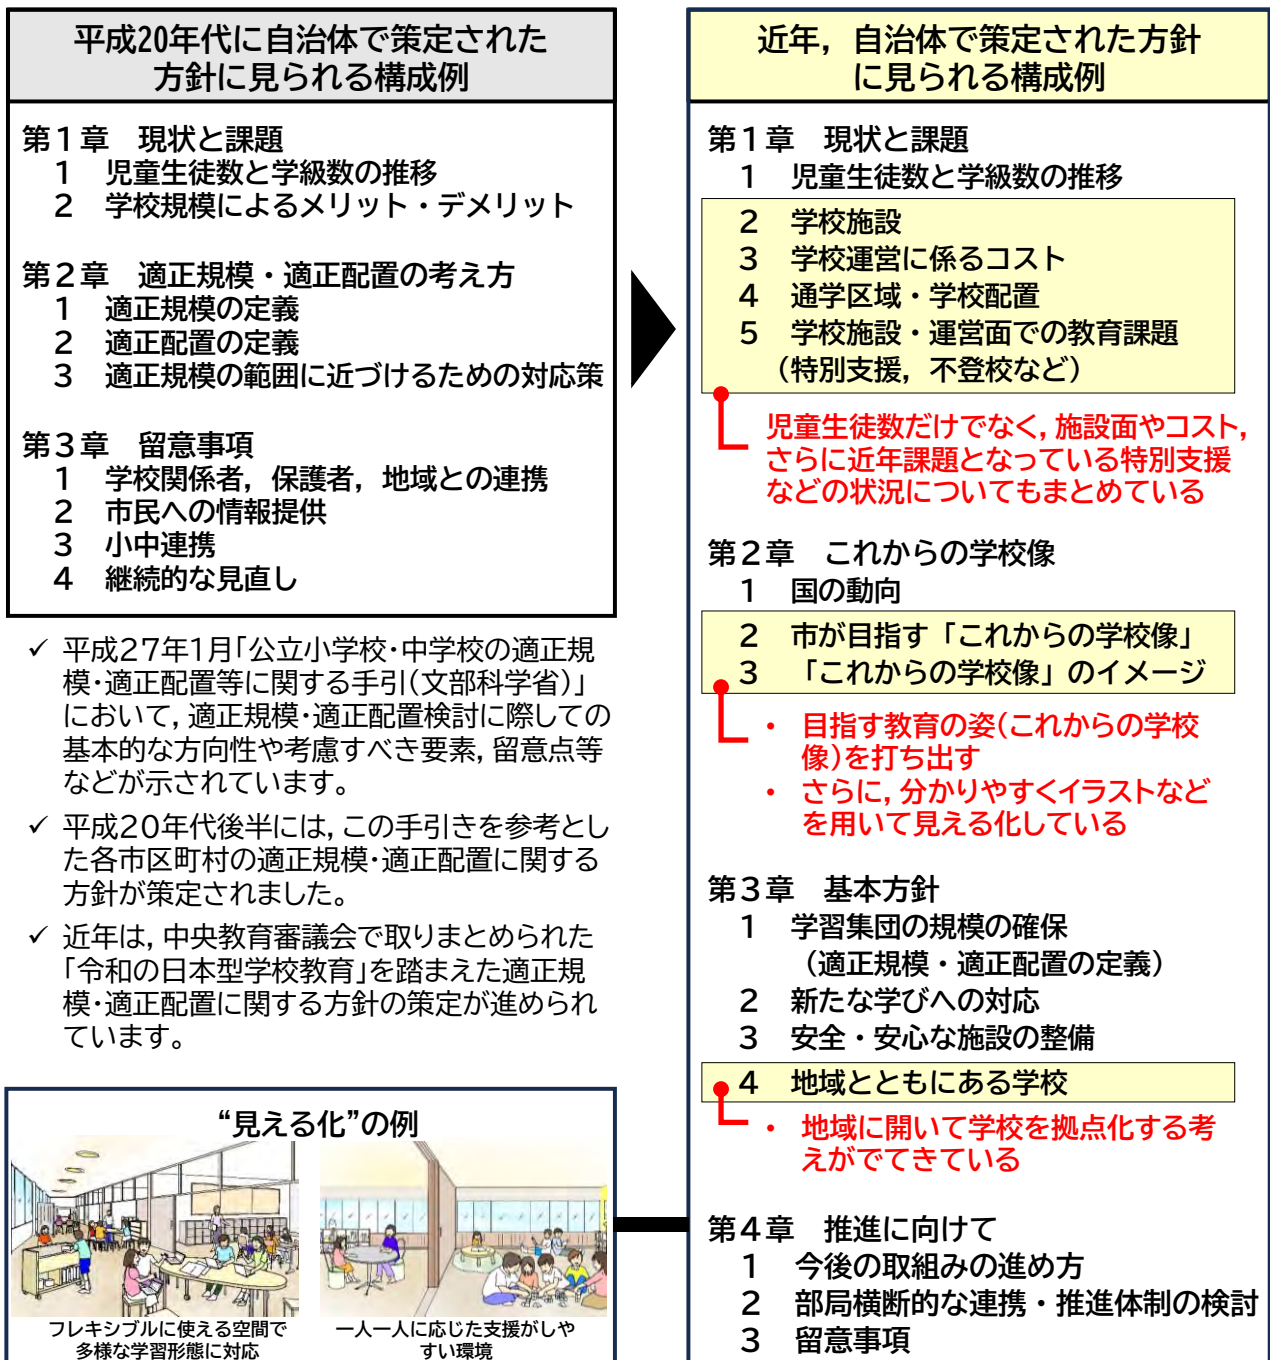 平成20年代に自治体で策定された
方針に見られる構成例
第1章　現状と課題
1　児童生徒数と学級数の推移
2　学校規模によるメリット・デメリット
第2章　適正規模・適正配置の考え方
1　適正規模の定義
2　適正配置の定義
3　適正規模の範囲に近づけるための対応策
第3章　留意事項
1　学校関係者，保護者，地域との連携
2　市民への情報提供
3　小中連携
4　継続的な見直し
✓ 平成27年1月「公立小学校・中学校の適正規
模・適正配置等に関する手引(文部科学省)」
において，適正規模・適正配置検討に際しての
基本的な方向性や考慮すべき要素，留意点等
などが示されています。
✓ 平成20年代後半には，この手引きを参考とし
た各市区町村の適正規模・適正配置に関する
方針が策定されました。
✓ 近年は，中央教育審議会で取りまとめられた
「令和の日本型学校教育」を踏まえた適正規
模・適正配置に関する方針の策定が進められ
ています。
“見える化”の例
フレキシブルに使える空間で
多様な学習形態に対応
一人一人に応じた支援がしや
すい環境
近年，自治体で策定された方針
に見られる構成例
第1章　現状と課題
1　児童生徒数と学級数の推移
2　学校施設
3　学校運営に係るコスト
4　通学区域・学校配置
5　学校施設・運営面での教育課題
（特別支援，不登校など）
児童生徒数だけでなく，施設面やコスト，
さらに近年課題となっている特別支援
などの状況についてもまとめている
第2章　これからの学校像
1　国の動向
2　市が目指す「これからの学校像」
3　「これからの学校像」のイメージ
・ 目指す教育の姿(これからの学校
像)を打ち出す
・ さらに，分かりやすくイラストなど
を用いて見える化している
第3章　基本方針
1　学習集団の規模の確保
（適正規模・適正配置の定義）
2　新たな学びへの対応
3　安全・安心な施設の整備
4　地域とともにある学校
・ 地域に開いて学校を拠点化する考
えがでてきている
第4章　推進に向けて
1　今後の取組みの進め方
2　部局横断的な連携・推進体制の検討
3　留意事項